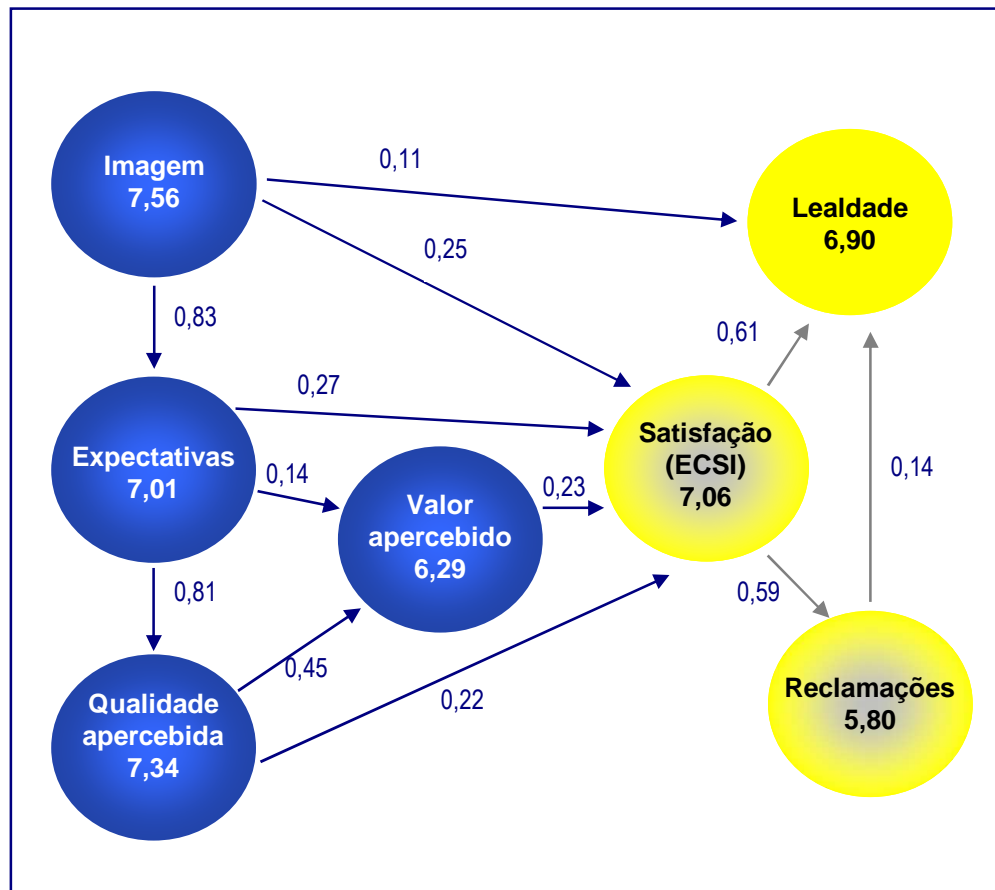 Imagem
7,56
0,11
Lealdade
6,90
0,25
0,83
0,61
0,27
Expectativas
7,01
0,14
Valor
apercebido
6,29
0,23
Satisfação
(ECSI)
7,06
0,14
0,81
0,59
0,45
0,22
Qualidade
apercebida
7,34
Reclamações
5,80